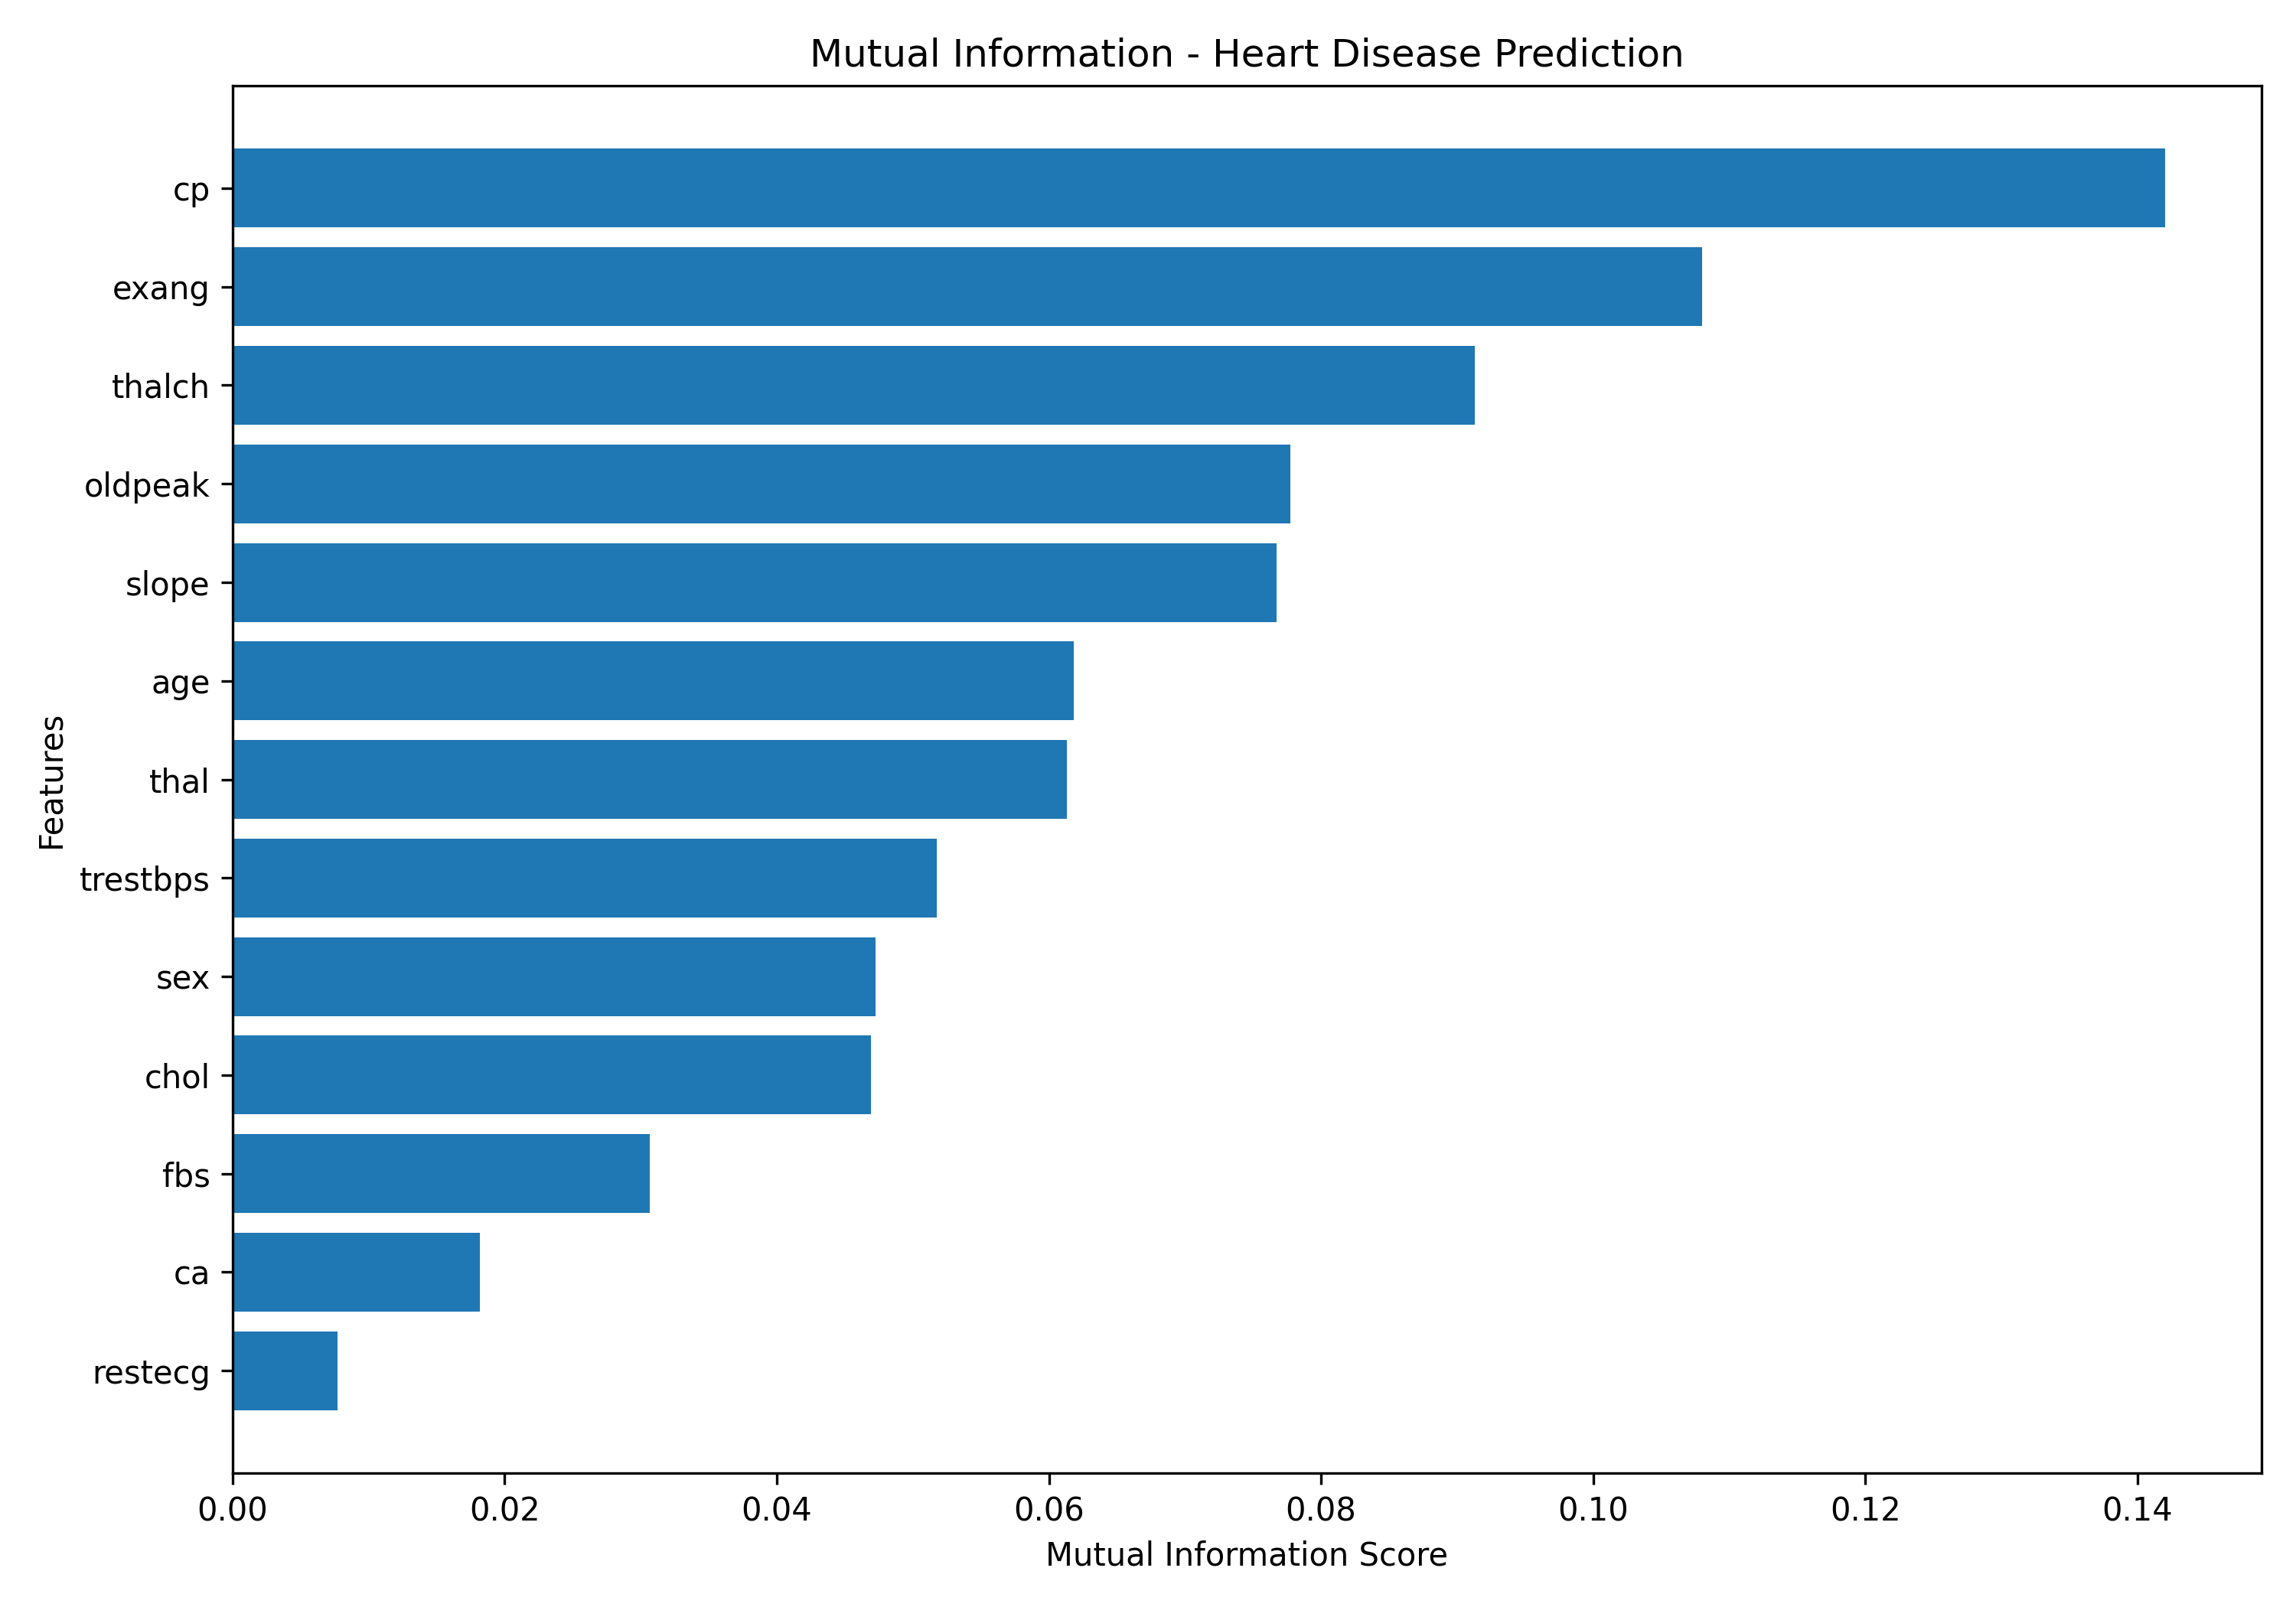 Mutual Information - Heart Disease Prediction
Features
cp
exang
thalch
oldpeak
slope
age
thal
trestbps
sex
chol
fbs
ca
restecg
0.00 0.02 0.04 0.06 0.08 0.10 0.12 0.14
Mutual Information Score